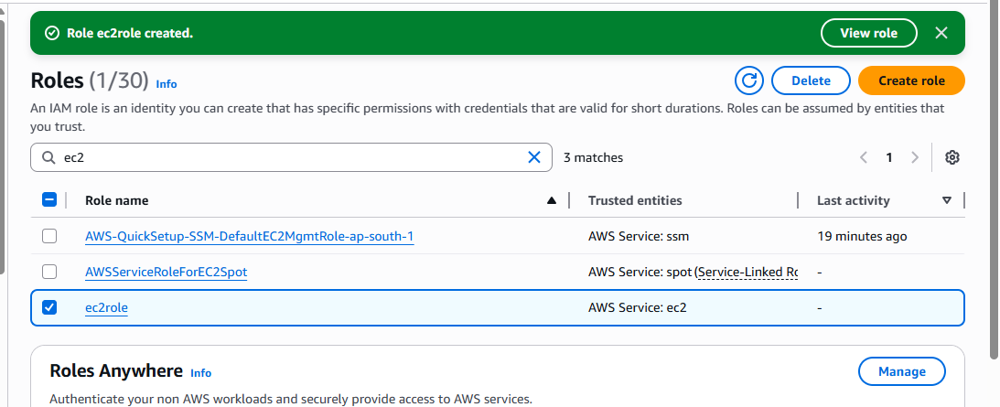 Role ec2role created.
View role
Roles (1/30) Info
Delete
Create role
An IAM role is an identity you can create that has specific permissions with credentials that are valid for short durations. Roles can be assumed by entities that
you trust.
ec2
3 matches
1
Role name
Trusted entities
Last activity
AWS-QuickSetup-SSM-DefaultEC2MgmtRole-ap-south-1
AWS Service: ssm
19 minutes ago
AWSServiceRoleForEC2Spot
AWS Service: spot (Service-Linked Ro
-
ec2role
AWS Service: ec2
-
Roles Anywhere Info
Manage
Authenticate your non AWS workloads and securely provide access to AWS services.